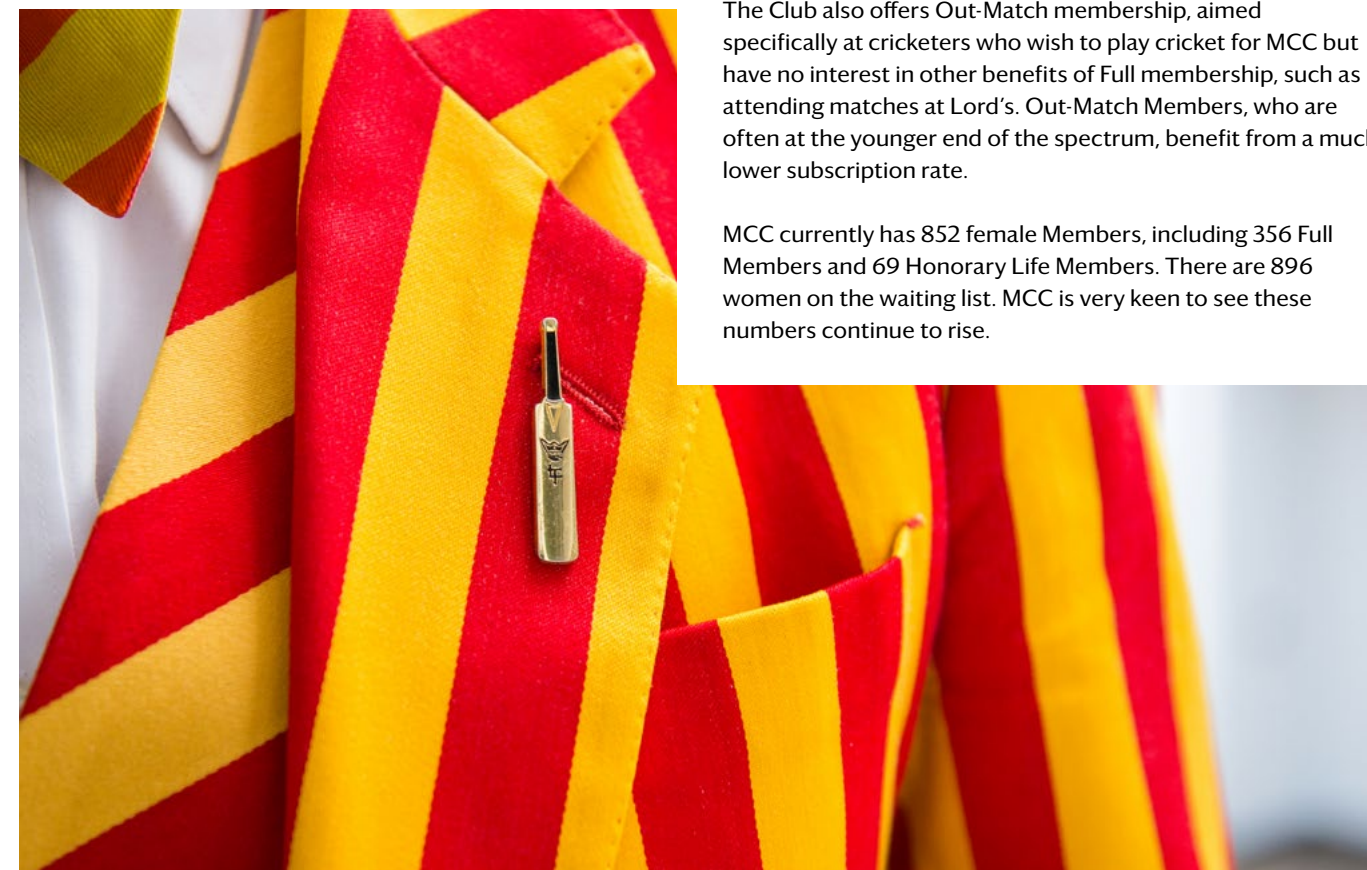 The Club also offers Out-Match membership, aimed
specifically at cricketers who wish to play cricket for MCC but
have no interest in other benefits of Full membership, such as
attending matches at Lord's. Out-Match Members, who are
often at the younger end of the spectrum, benefit from a much
lower subscription rate.
MCC currently has 852 female Members, including 356 Full
Members and 69 Honorary Life Members. There are 896
women on the waiting list. MCC is very keen to see these
numbers continue to rise.